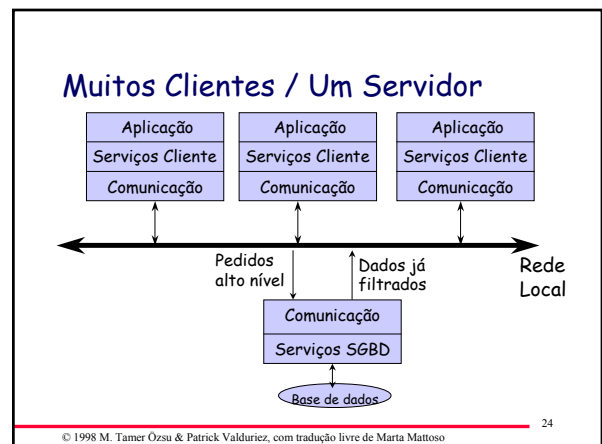 Muitos Clientes / Um Servidor
Aplicação
Serviços Cliente
Comunicação
Aplicação
Serviços Cliente
Comunicação
Aplicação
Serviços Cliente
Comunicação
Pedidos
alto nível
Dados já
filtrados
Rede
Local
Comunicação
Serviços SGBD
Base de dados
24
© 1998 M. Tamer Özsu & Patrick Valduriez, com tradução livre de Marta Mattoso